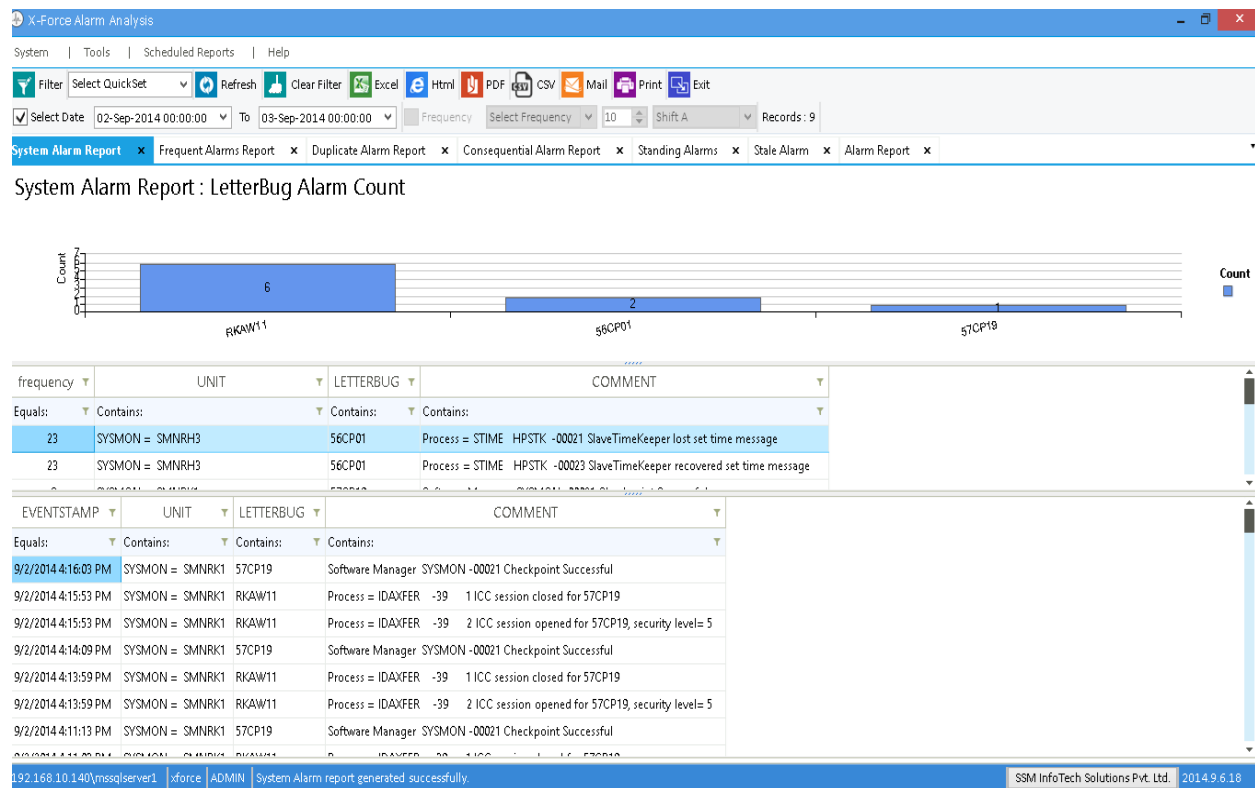 X-Force Alarm Analysis
System | Tools | Scheduled Reports | Help
Filter Select QuickSet Refresh Clear Filter Excel Html PDF CSV Mail Print Exit
Select Date 02-Sep-2014 00:00:00 To 03-Sep-2014 00:00:00 Frequency Select Frequency 10 Shift A Records : 9
System Alarm Report x Frequent Alarms Report x Duplicate Alarm Report x Consequential Alarm Report x Standing Alarms x Stale Alarm x Alarm Report x
System Alarm Report : LetterBug Alarm Count
Count
7
6
5
4
3
2
1
0
6
2
1
RKAW11 56CP01 57CP19
Count
frequency UNIT LETTERBUG COMMENT
Equals: Contains: Contains: Contains:
23 SYSMON = SMNRH3 56CP01 Process = STIME HPSTK -00021 SlaveTimeKeeper lost set time message
23 SYSMON = SMNRH3 56CP01 Process = STIME HPSTK -00023 SlaveTimeKeeper recovered set time message
EVENTSTAMP UNIT LETTERBUG COMMENT
Equals: Contains: Contains: Contains:
9/2/2014 4:16:03 PM SYSMON = SMNRK1 57CP19 Software Manager SYSMON -00021 Checkpoint Successful
9/2/2014 4:15:53 PM SYSMON = SMNRK1 RKAW11 Process = IDAXFER -39 1 ICC session closed for 57CP19
9/2/2014 4:15:53 PM SYSMON = SMNRK1 RKAW11 Process = IDAXFER -39 2 ICC session opened for 57CP19, security level= 5
9/2/2014 4:14:09 PM SYSMON = SMNRK1 57CP19 Software Manager SYSMON -00021 Checkpoint Successful
9/2/2014 4:13:59 PM SYSMON = SMNRK1 RKAW11 Process = IDAXFER -39 1 ICC session closed for 57CP19
9/2/2014 4:13:59 PM SYSMON = SMNRK1 RKAW11 Process = IDAXFER -39 2 ICC session opened for 57CP19, security level= 5
9/2/2014 4:11:13 PM SYSMON = SMNRK1 57CP19 Software Manager SYSMON -00021 Checkpoint Successful
192.168.10.140\mssqlserver1 xforce ADMIN System Alarm report generated successfully. SSM InfoTech Solutions Pvt. Ltd. 2014.9.6.18